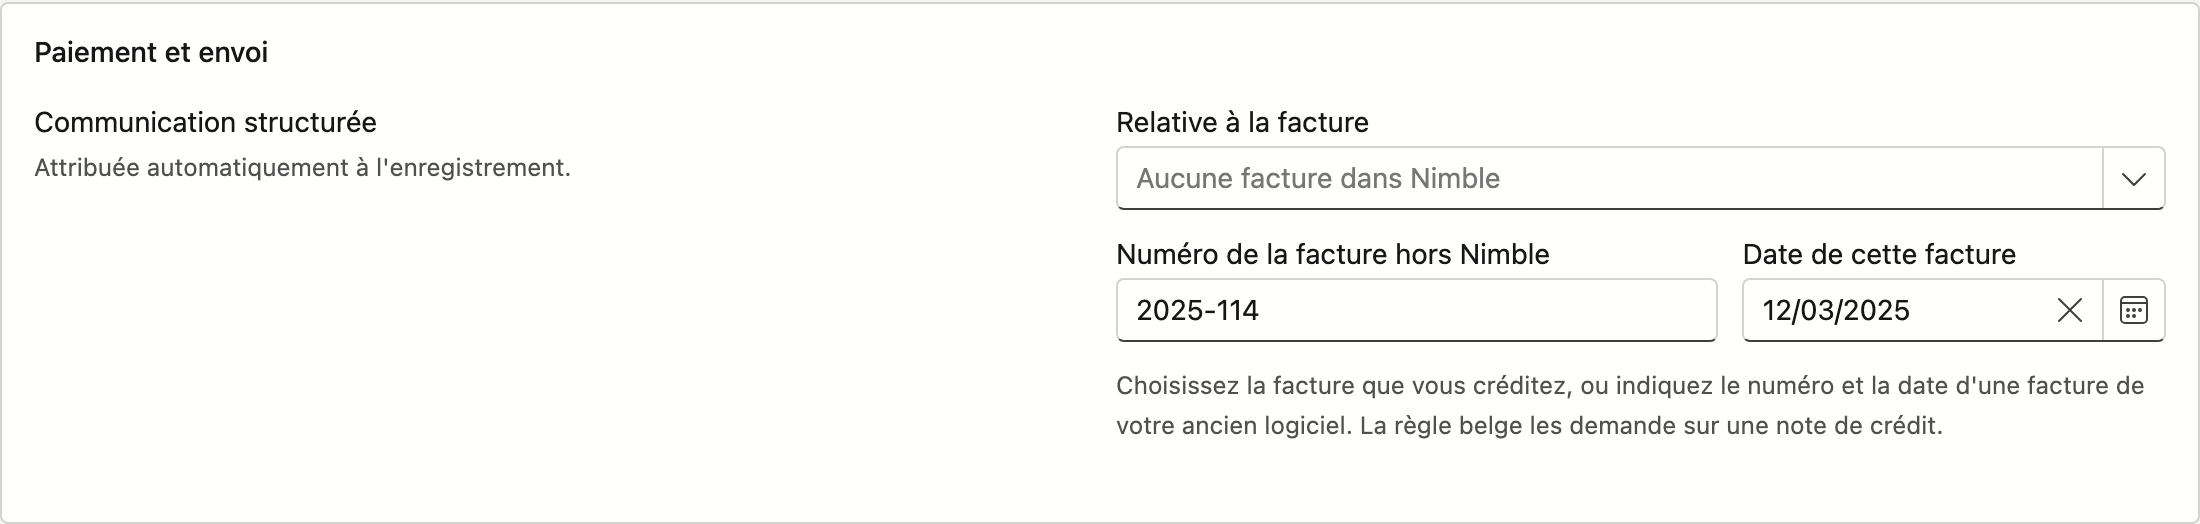 Paiement et envoi
Communication structurée
Attribuée automatiquement à l'enregistrement.
Relative à la facture
Aucune facture dans Nimble
Numéro de la facture hors Nimble
2025-114
Date de cette facture
12/03/2025
Choisissez la facture que vous créditez, ou indiquez le numéro et la date d'une facture de
votre ancien logiciel. La règle belge les demande sur une note de crédit.